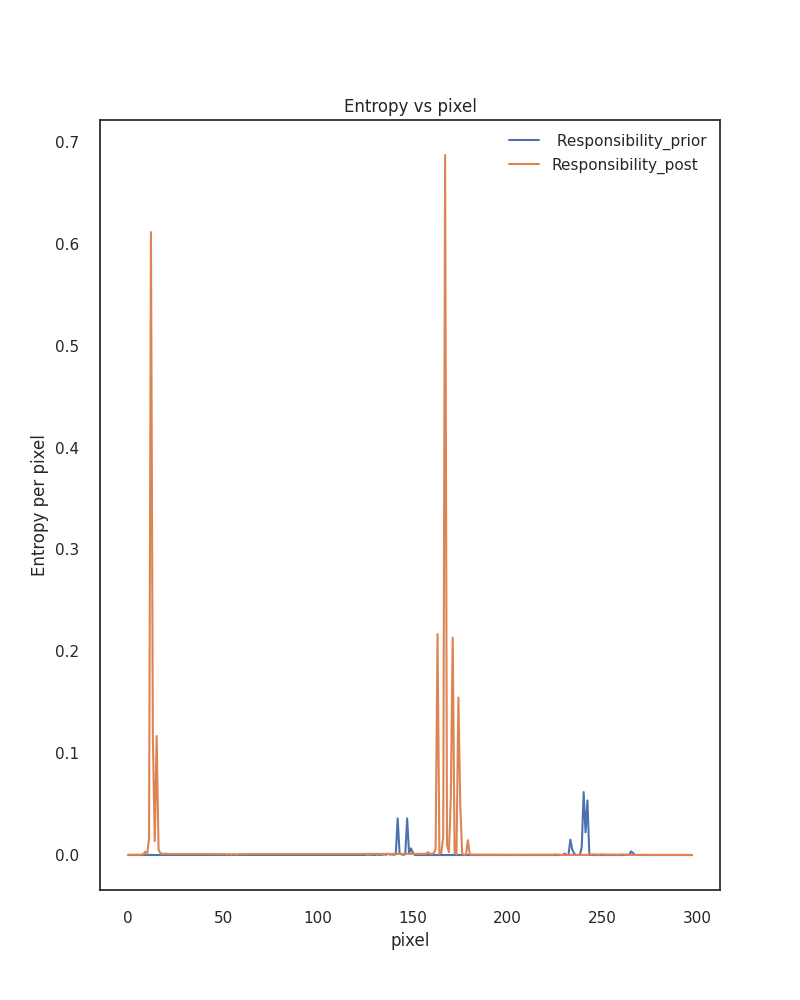 Entropy vs pixel
Responsibility_prior
Responsibility_post
Entropy per pixel
0.7
0.6
0.5
0.4
0.3
0.2
0.1
0.0
0 50 100 150 200 250 300
pixel